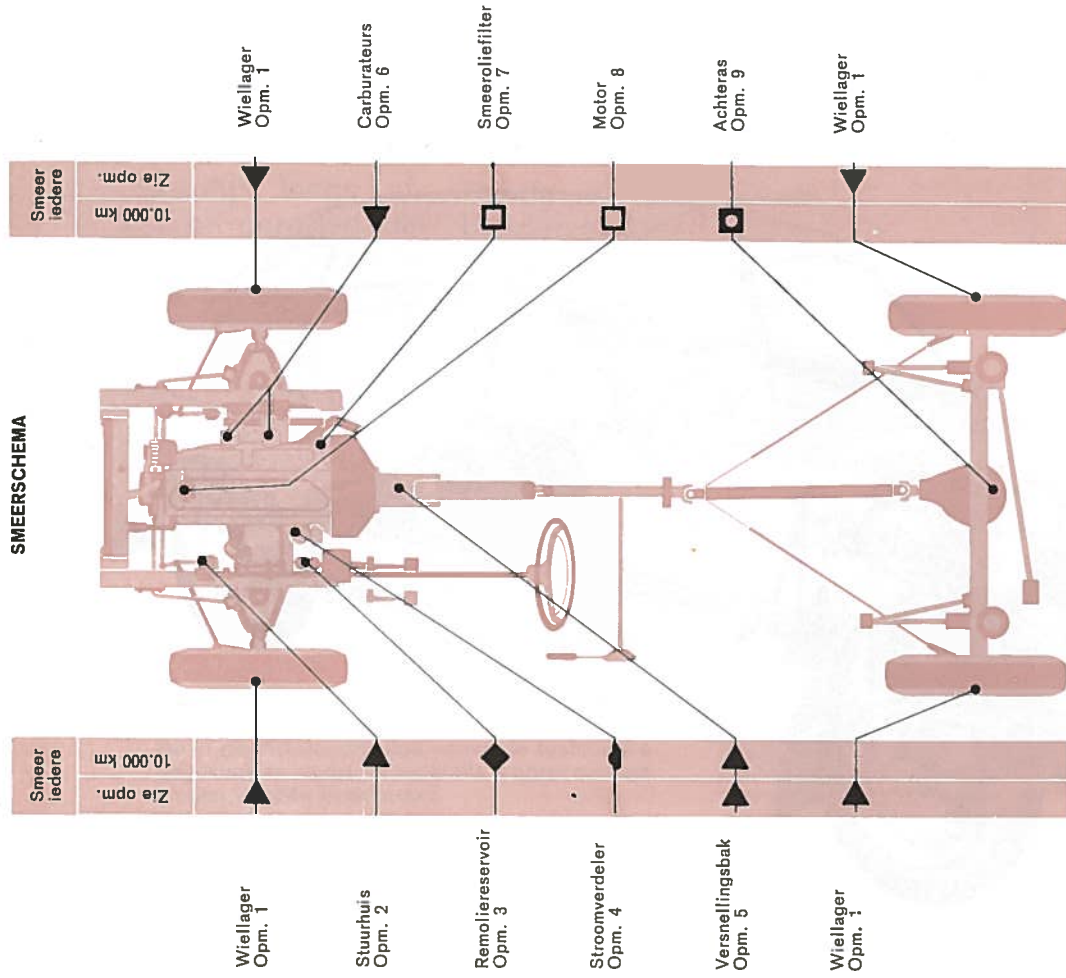 SMEERSCHEMA
Smeer
iedere
Zie opm.
10.000 km
Wiellager
Opm. 1
Stuurhuis
Opm. 2
Remoliereservoir
Opm. 3
Stroomverdeler
Opm. 4
Versnellingsbak
Opm. 5
Wiellager
Opm. 1
Smeer
iedere
10.000 km
Zie opm.
Wiellager
Opm. 1
Carburateurs
Opm. 6
Smeeroliefilter
Opm. 7
Motor
Opm. 8
Achteras
Opm. 9
Wiellager
Opm. 1